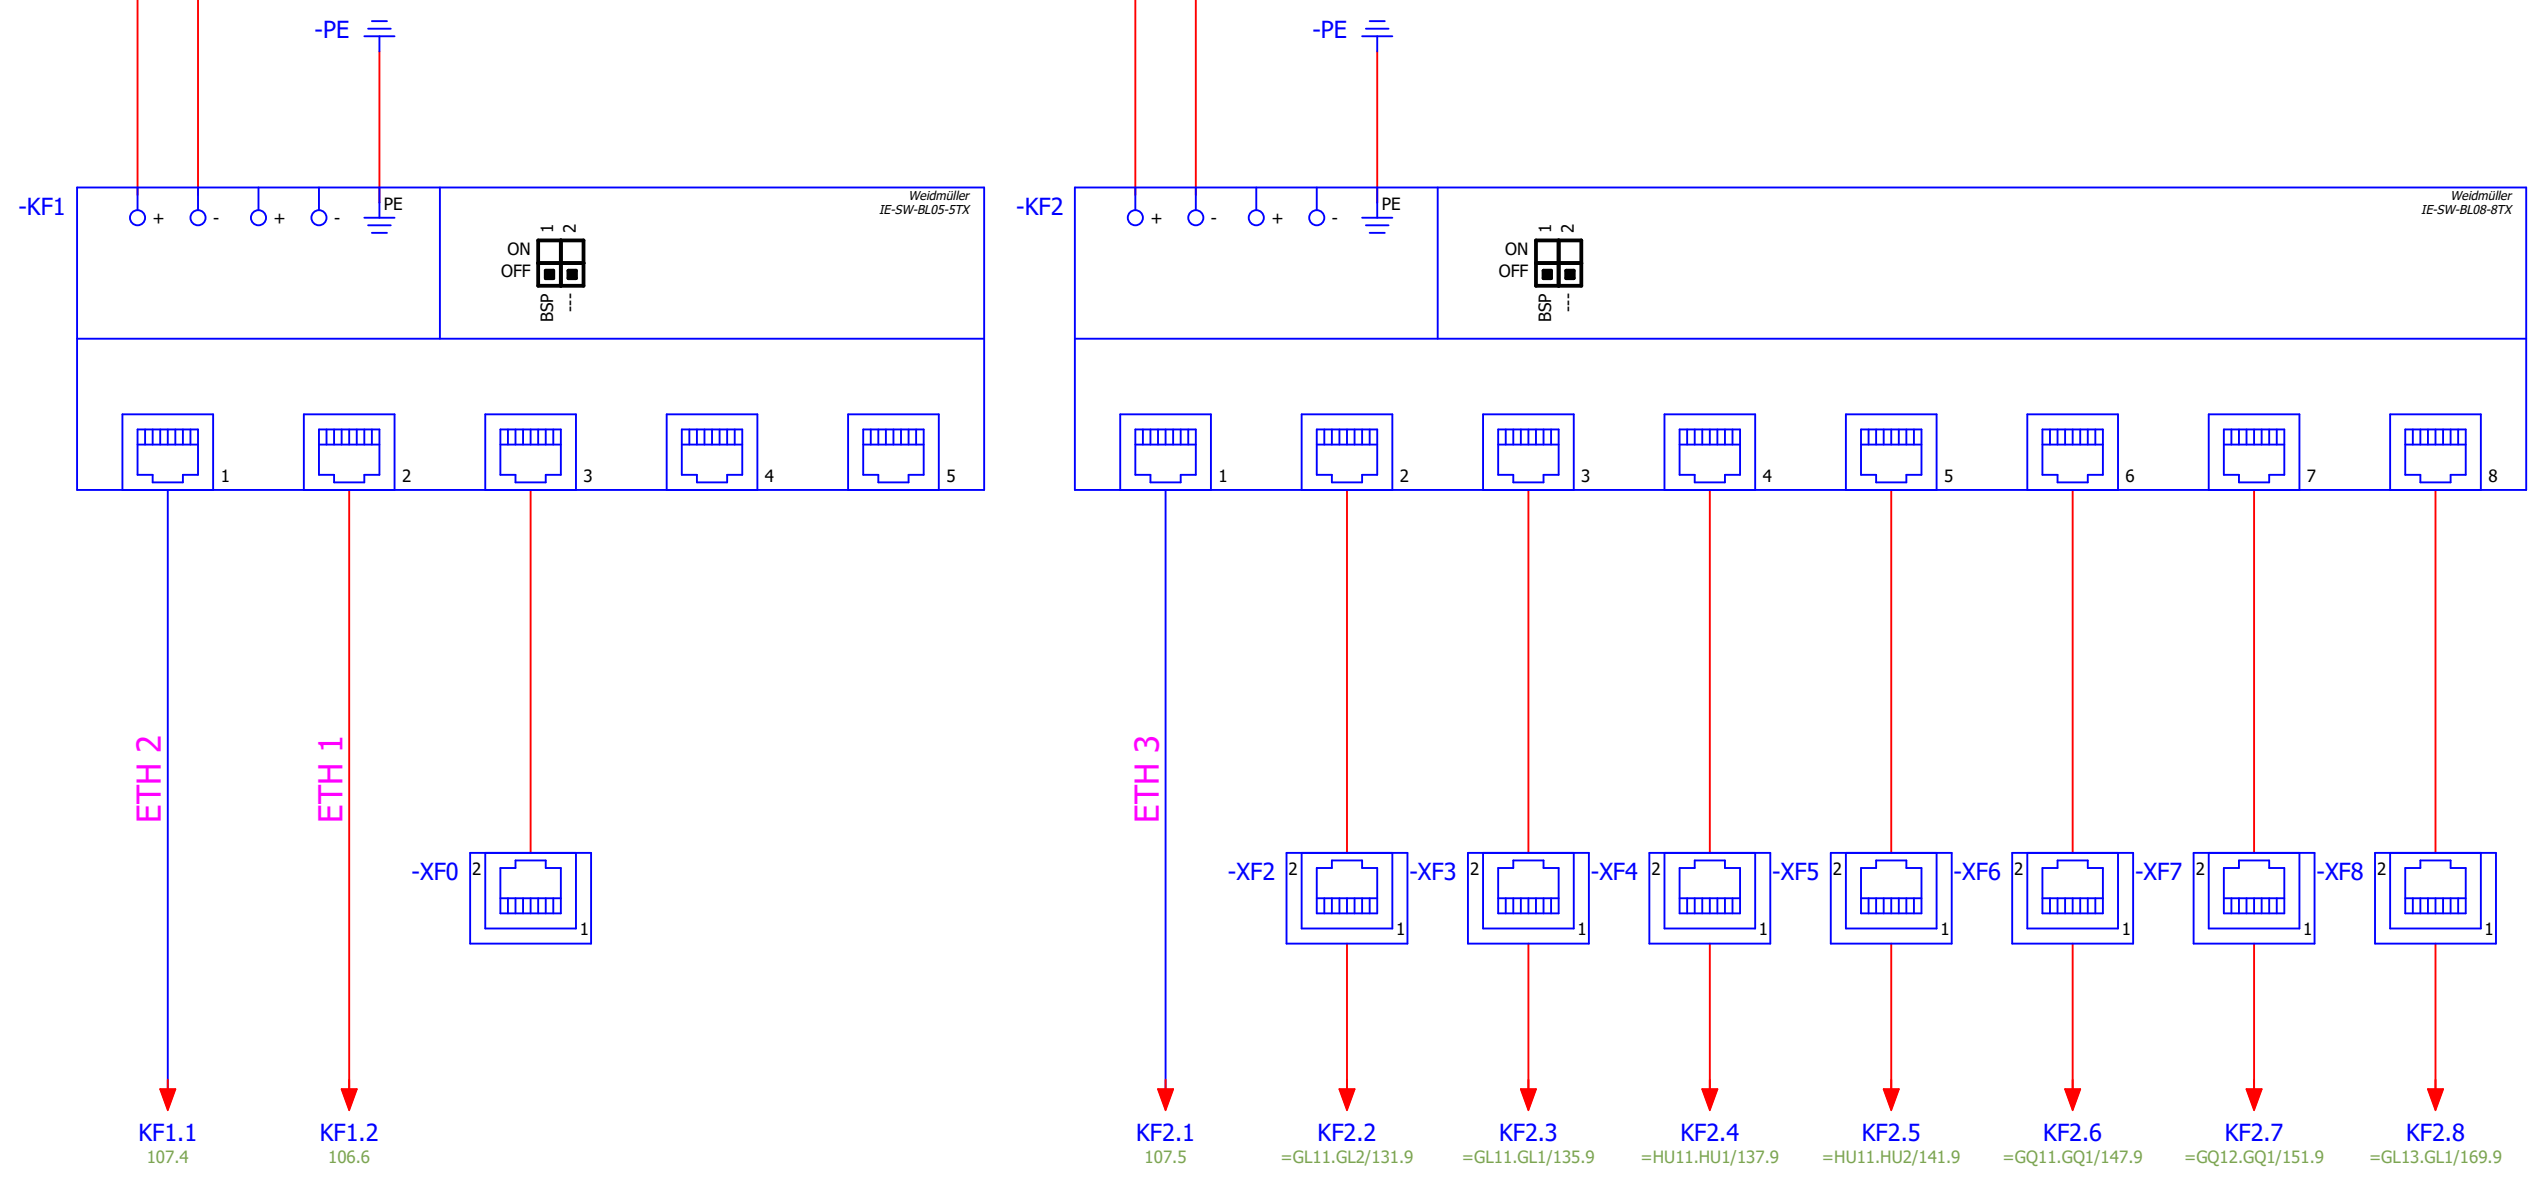 -PE
-PE
-KF1
+
-
+
-
PE
Weidmüller
IE-SW-BL05-5TX
1 2
ON
OFF
BSP
---
1
2
3
4
5
-KF2
+
-
+
-
PE
Weidmüller
IE-SW-BL08-8TX
1 2
ON
OFF
BSP
---
1
2
3
4
5
6
7
8
ETH 2
ETH 1
ETH 3
-XF0
2
1
-XF2
2
1
-XF3
2
1
-XF4
2
1
-XF5
2
1
-XF6
2
1
-XF7
2
1
-XF8
2
1
KF1.1
107.4
KF1.2
106.6
KF2.1
107.5
KF2.2
=GL11.GL2/131.9
KF2.3
=GL11.GL1/135.9
KF2.4
=HU11.HU1/137.9
KF2.5
=HU11.HU2/141.9
KF2.6
=GQ11.GQ1/147.9
KF2.7
=GQ12.GQ1/151.9
KF2.8
=GL13.GL1/169.9